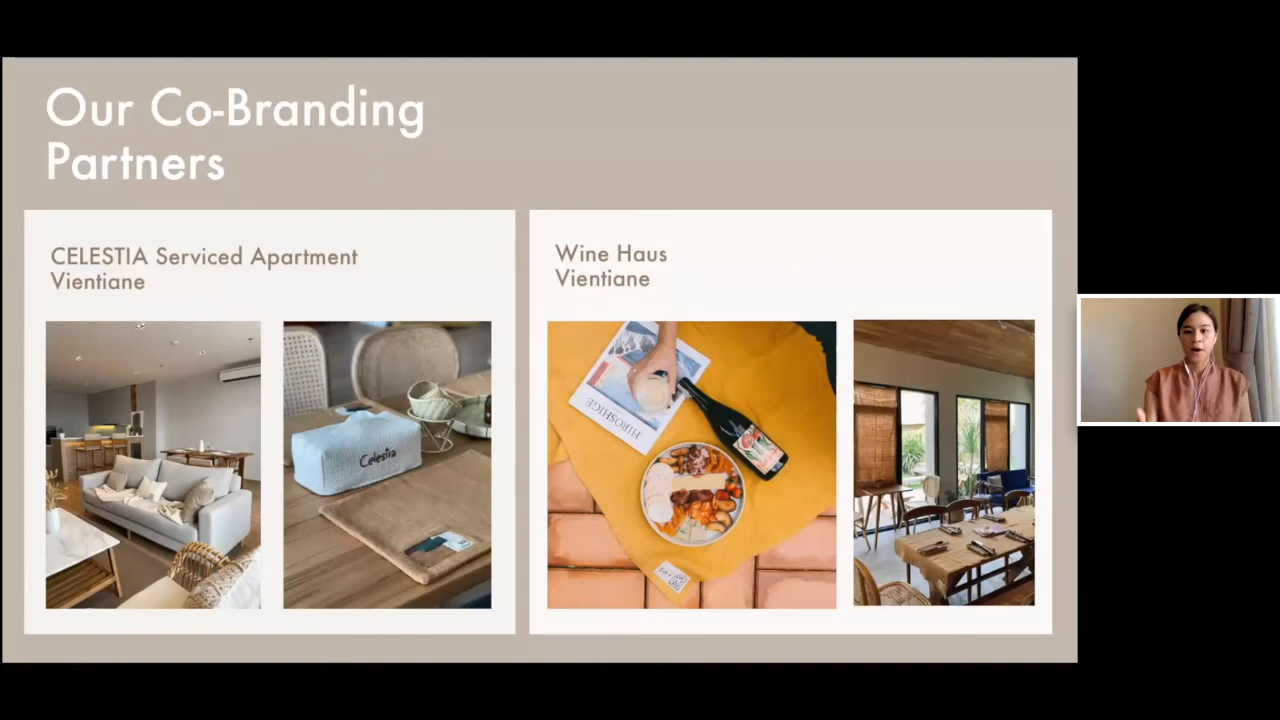 Our Co-Branding
Partners
CELESTIA Serviced Apartment
Vientiane
Wine Haus
Vientiane
Celestia
HIROSHIGE